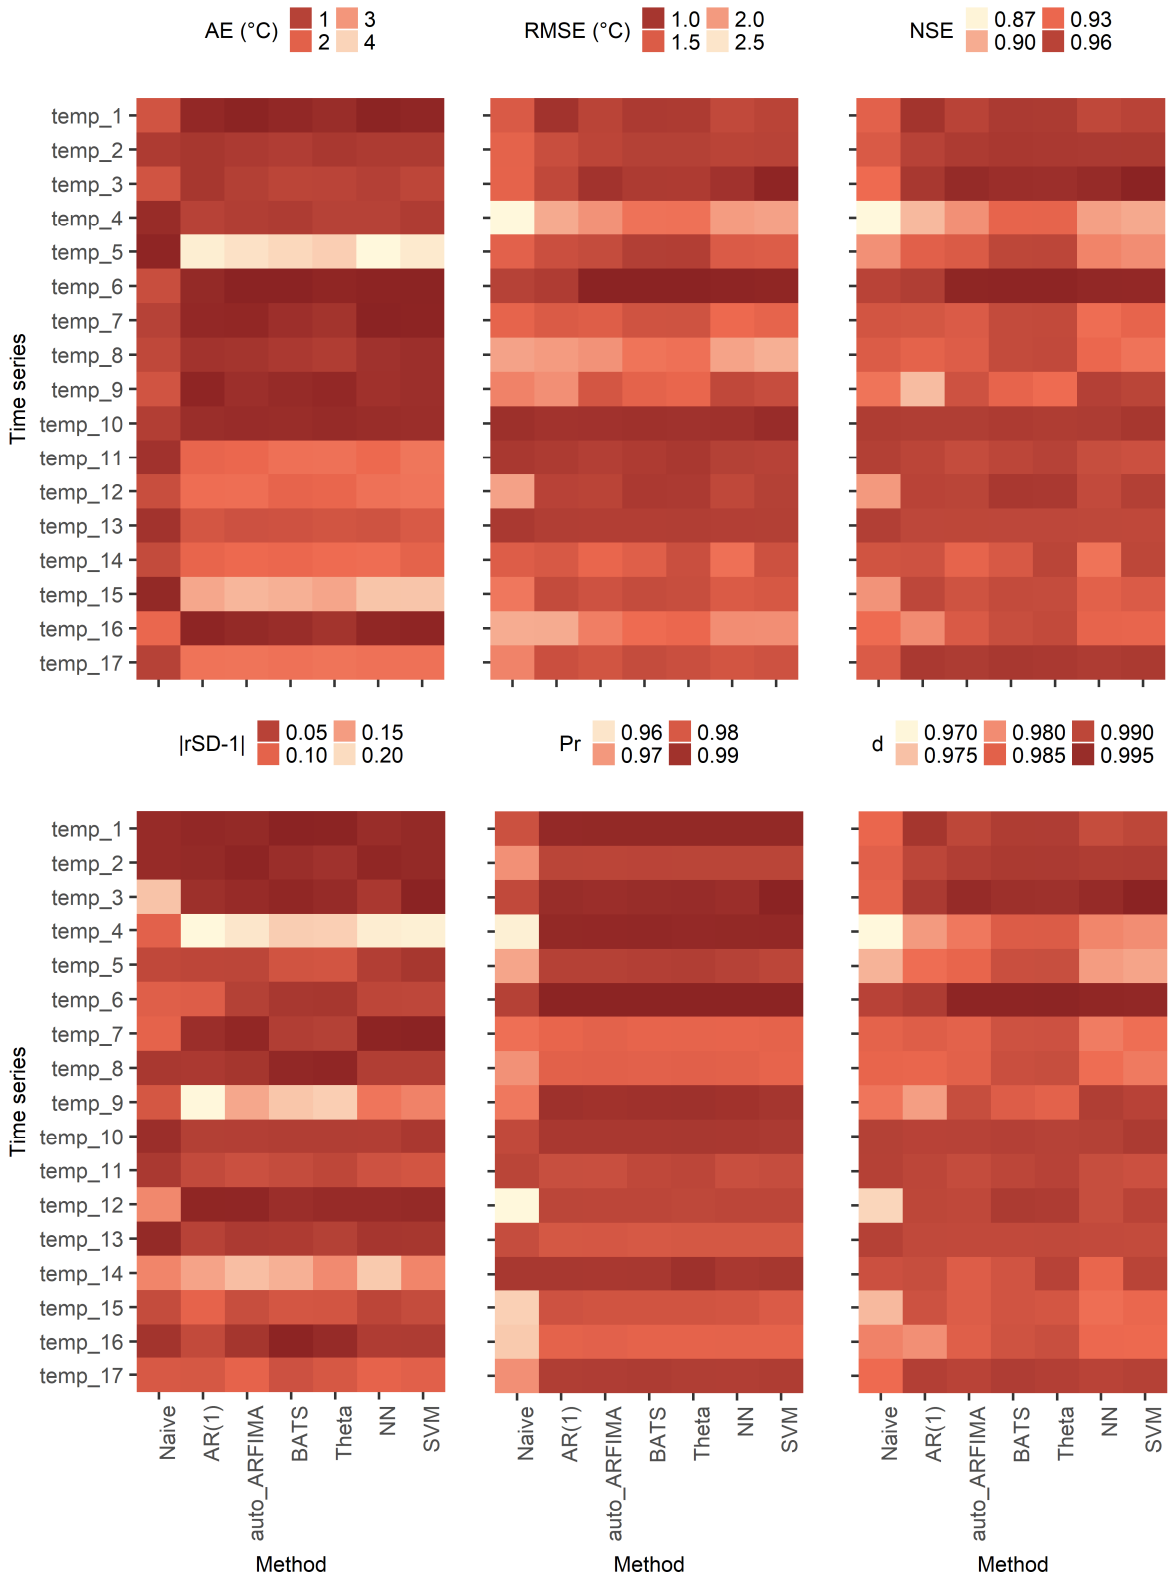 AE (°C) 1 3
2 4
RMSE (°C) 1.0 2.0
1.5 2.5
NSE 0.87 0.93
0.90 0.96
Time series
temp_1
temp_2
temp_3
temp_4
temp_5
temp_6
temp_7
temp_8
temp_9
temp_10
temp_11
temp_12
temp_13
temp_14
temp_15
temp_16
temp_17
|rSD-1| 0.05 0.15
0.10 0.20
Pr 0.96 0.98
0.97 0.99
d 0.970 0.980 0.990
0.975 0.985 0.995
Time series
temp_1
temp_2
temp_3
temp_4
temp_5
temp_6
temp_7
temp_8
temp_9
temp_10
temp_11
temp_12
temp_13
temp_14
temp_15
temp_16
temp_17
Naive
AR(1)
auto_ARFIMA
BATS
Theta
NN
SVM
Method
Naive
AR(1)
auto_ARFIMA
BATS
Theta
NN
SVM
Method
Naive
AR(1)
auto_ARFIMA
BATS
Theta
NN
SVM
Method